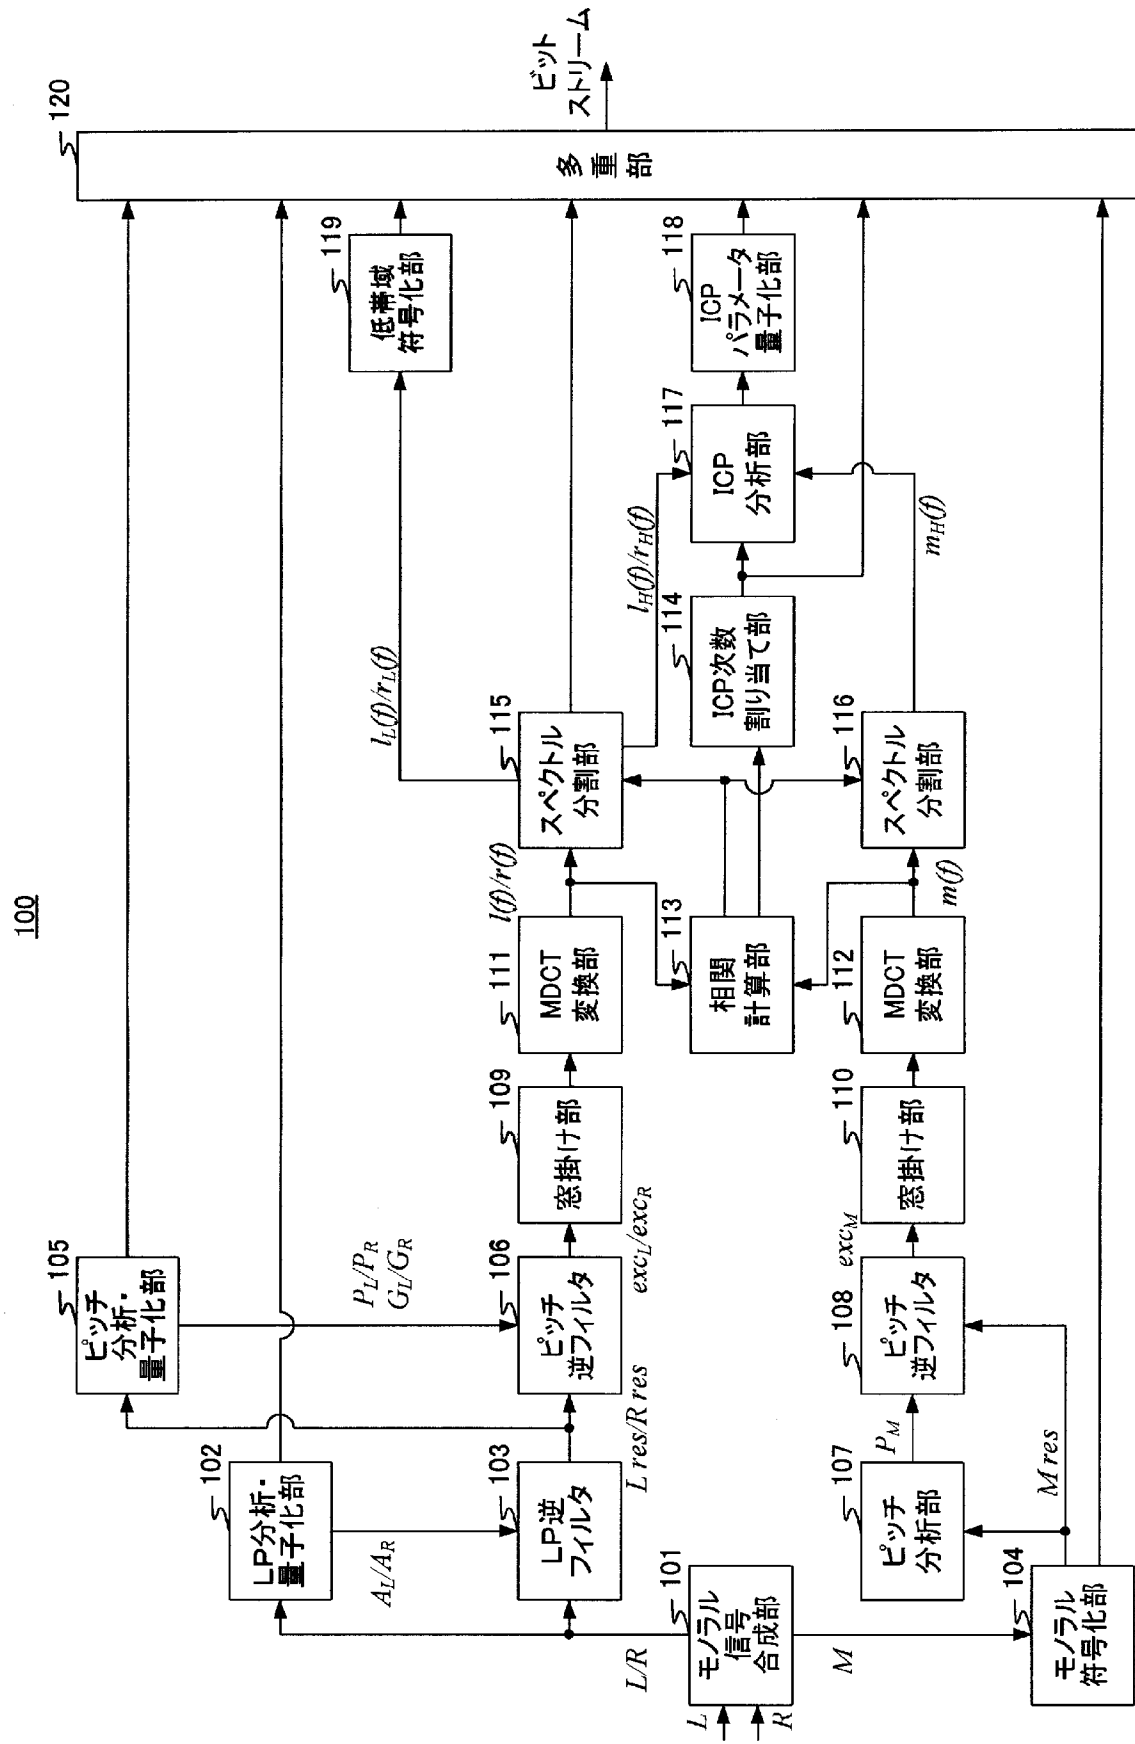 100
L
R
モノラル
信号
合成部
101
L/R
M
LP分析・
量子化部
102
A_L/A_R
LP逆
フィルタ
103
L res/R res
モノラル
符号化部
104
M res
ピッチ
分析・
量子化部
105
P_L/P_R
G_L/G_R
ピッチ
逆フィルタ
106
exc_L/exc_R
ピッチ
分析部
107
P_M
ピッチ
逆フィルタ
108
exc_M
窓掛け部
109
窓掛け部
110
MDCT
変換部
111
l(f)/r(f)
MDCT
変換部
112
m(f)
相関
計算部
113
ICP次数
割り当て部
114
スペクトル
分割部
115
l_L(f)/r_L(f)
l_H(f)/r_H(f)
スペクトル
分割部
116
m_H(f)
ICP
分析部
117
ICP
パラメータ
量子化部
118
低帯域
符号化部
119
多重部
120
ビット
ストリーム